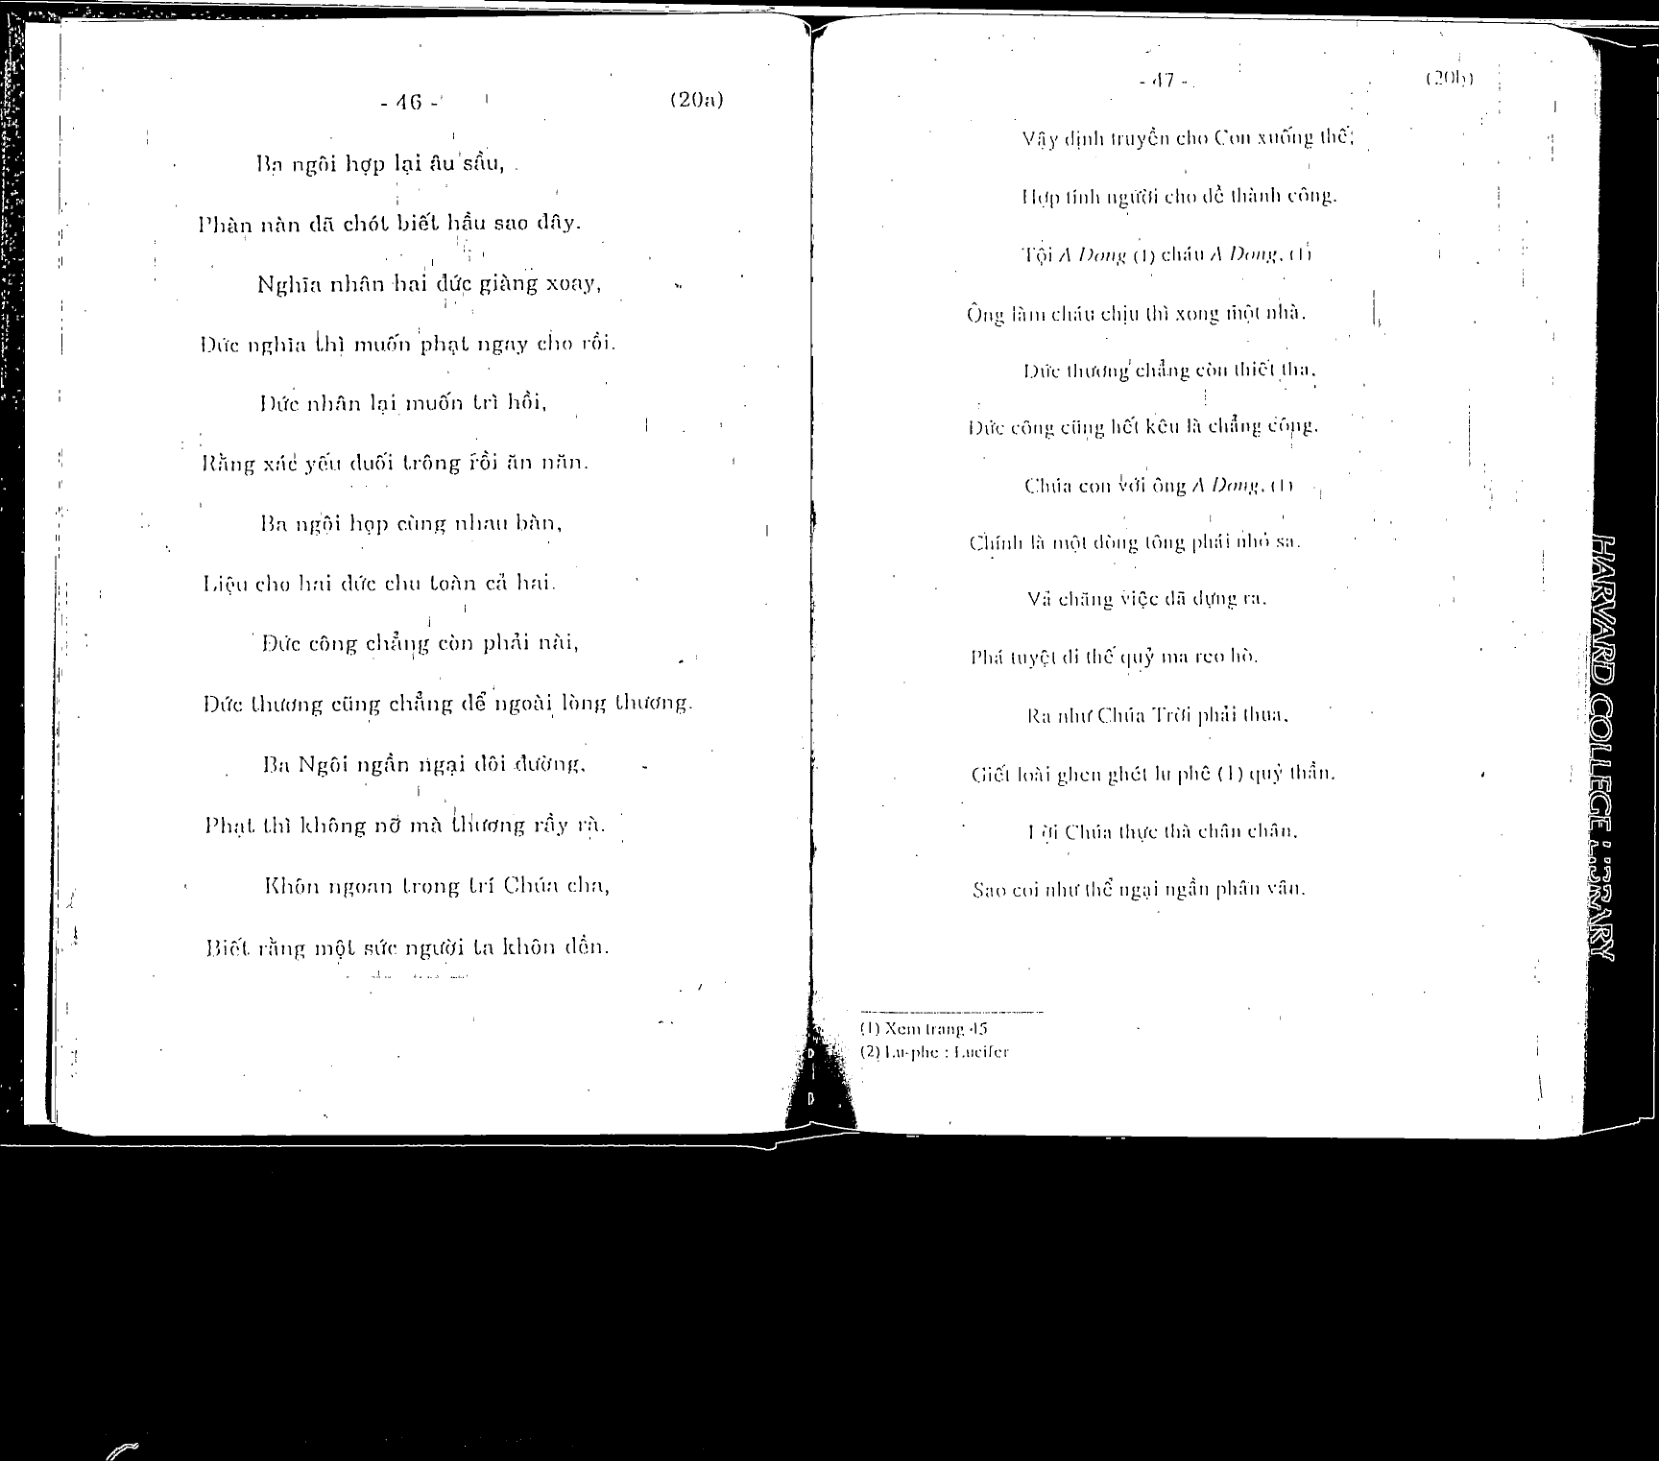 - 46 -
(20a)
Ba ngôi hợp lại âu sầu,
Phàn nàn đã chót biết hầu sao đây.
Nghĩa nhân hai đức giàng xoay,
Đức nghĩa thì muốn phạt ngay cho rồi.
Đức nhân lại muốn trì hồi,
Rằng xác yếu đuối trông rồi ăn năn.
Ba ngôi họp cùng nhau bàn,
Liệu cho hai đức chu toàn cả hai.
Đức công chẳng còn phải nài,
Đức thương cũng chẳng để ngoài lòng thương.
Ba Ngôi ngần ngại đôi đường,
Phạt thì không nỡ mà thương rầy rà.
Khôn ngoan trong trí Chúa cha,
Biết rằng một sức người ta khôn đền.
- 47 -
(20b)
Vậy định truyền cho Con xuống thế;
Hợp tính người cho dễ thành công.
Tội A Dong (1) cháu A Dong, (1)
Ông làm cháu chịu thì xong một nhà.
Đức thương chẳng còn thiết tha,
Đức công cũng hết kêu là chẳng công.
Chúa con với ông A Dong, (1)
Chính là một dòng tông phái nhỏ sa.
Vả chăng việc đã dựng ra,
Phá tuyệt đi thế quỷ ma reo hò.
Ra như Chúa Trời phải thua,
Giết loài ghen ghét lu phê (1) quỷ thần.
Lời Chúa thực thà chân chân,
Sao coi như thể ngại ngần phân vân.
(1) Xem trang 45
(2) Lu-phe : Lucifer
HARVARD COLLEGE LIBRARY